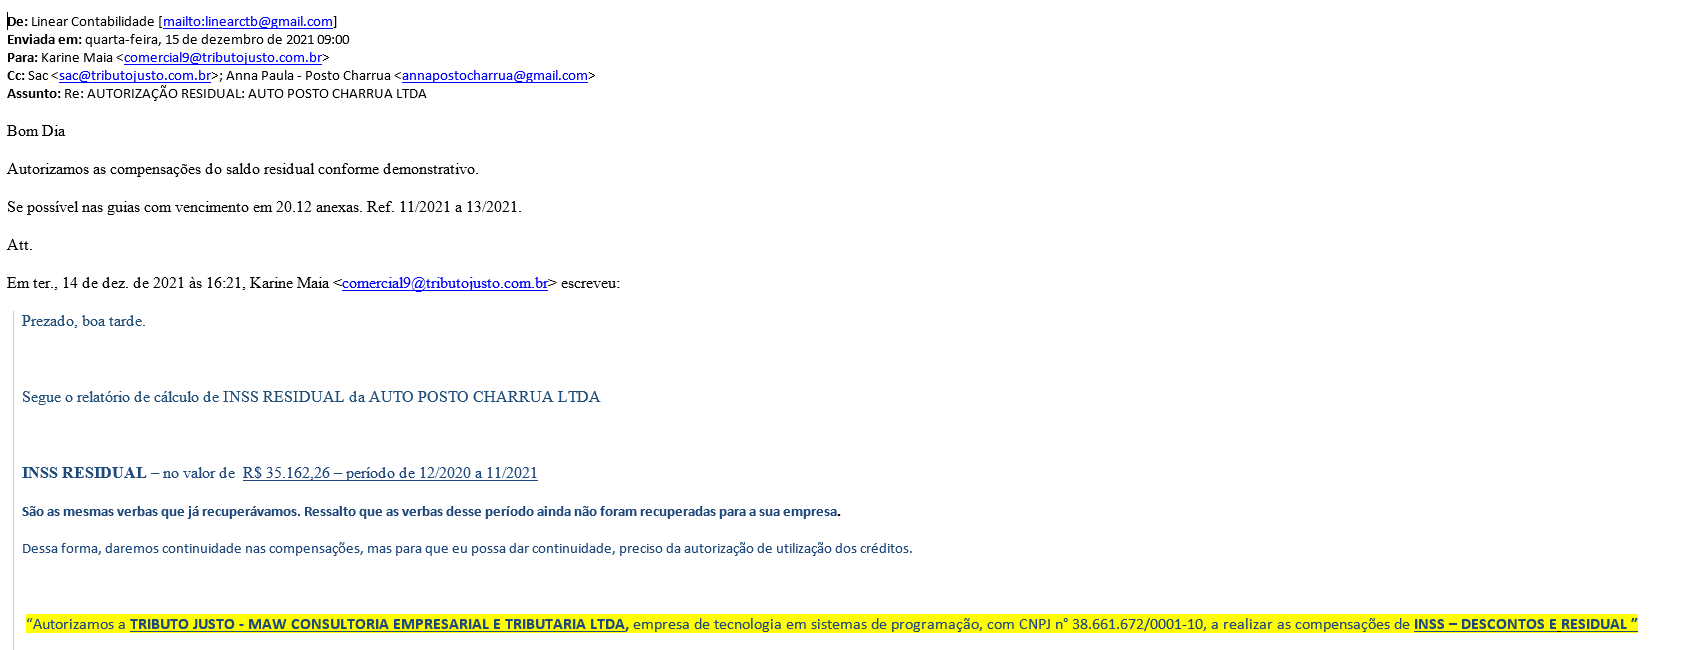 De: Linear Contabilidade [mailto:linearctb@gmail.com]
Enviada em: quarta-feira, 15 de dezembro de 2021 09:00
Para: Karine Maia <comercial9@tributojusto.com.br>
Cc: Sac <sac@tributojusto.com.br>; Anna Paula - Posto Charrua <annapostocharrua@gmail.com>
Assunto: Re: AUTORIZAÇÃO RESIDUAL: AUTO POSTO CHARRUA LTDA
Bom Dia
Autorizamos as compensações do saldo residual conforme demonstrativo.
Se possível nas guias com vencimento em 20.12 anexas. Ref. 11/2021 a 13/2021.
Att.
Em ter., 14 de dez. de 2021 às 16:21, Karine Maia <comercial9@tributojusto.com.br> escreveu:
Prezado, boa tarde.
Segue o relatório de cálculo de INSS RESIDUAL da AUTO POSTO CHARRUA LTDA
INSS RESIDUAL – no valor de R$ 35.162,26 – período de 12/2020 a 11/2021
São as mesmas verbas que já recuperávamos. Ressalto que as verbas desse período ainda não foram recuperadas para a sua empresa.
Dessa forma, daremos continuidade nas compensações, mas para que eu possa dar continuidade, preciso da autorização de utilização dos créditos.
“Autorizamos a TRIBUTO JUSTO - MAW CONSULTORIA EMPRESARIAL E TRIBUTARIA LTDA, empresa de tecnologia em sistemas de programação, com CNPJ n° 38.661.672/0001-10, a realizar as compensações de INSS – DESCONTOS E RESIDUAL ”